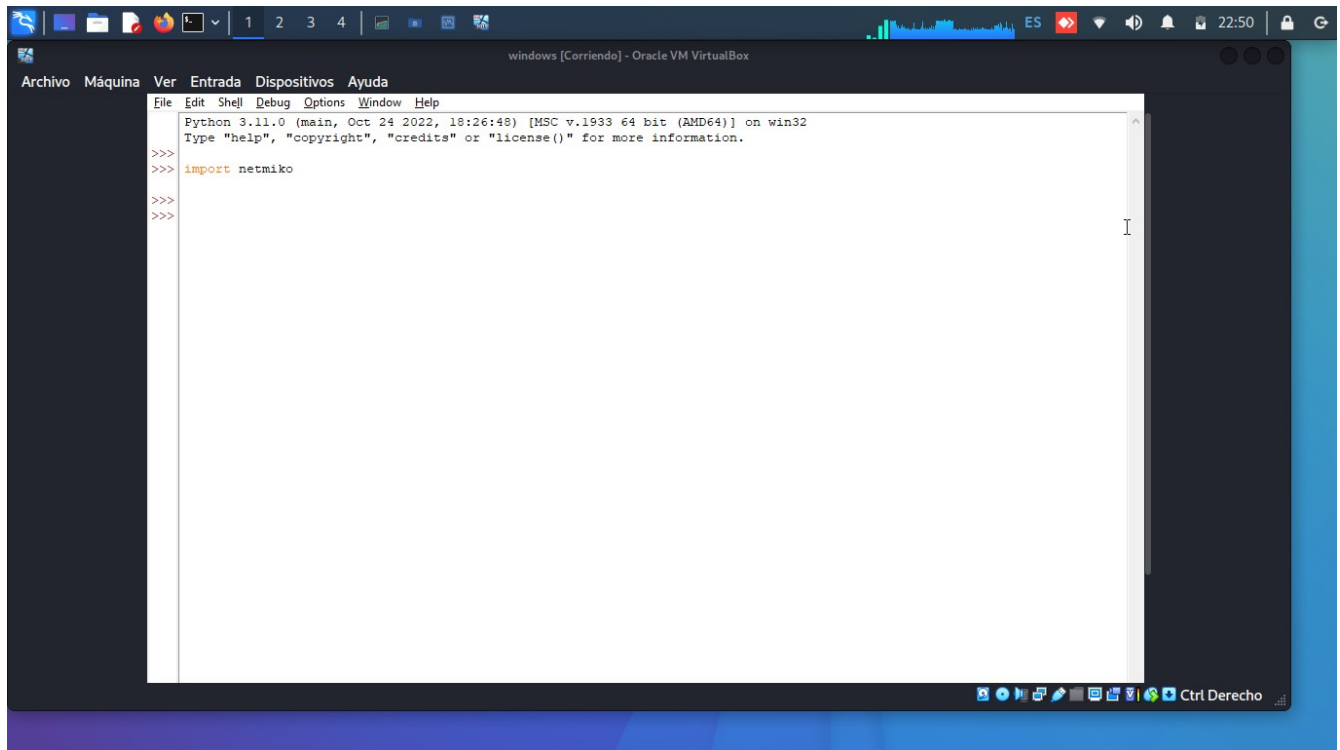 1 2 3 4 ES 22:50
windows [Corriendo] - Oracle VM VirtualBox
Archivo Máquina Ver Entrada Dispositivos Ayuda
File Edit Shell Debug Options Window Help
Python 3.11.0 (main, Oct 24 2022, 18:26:48) [MSC v.1933 64 bit (AMD64)] on win32
Type "help", "copyright", "credits" or "license()" for more information.
>>>
>>> import netmiko
>>>
>>>
Ctrl Derecho